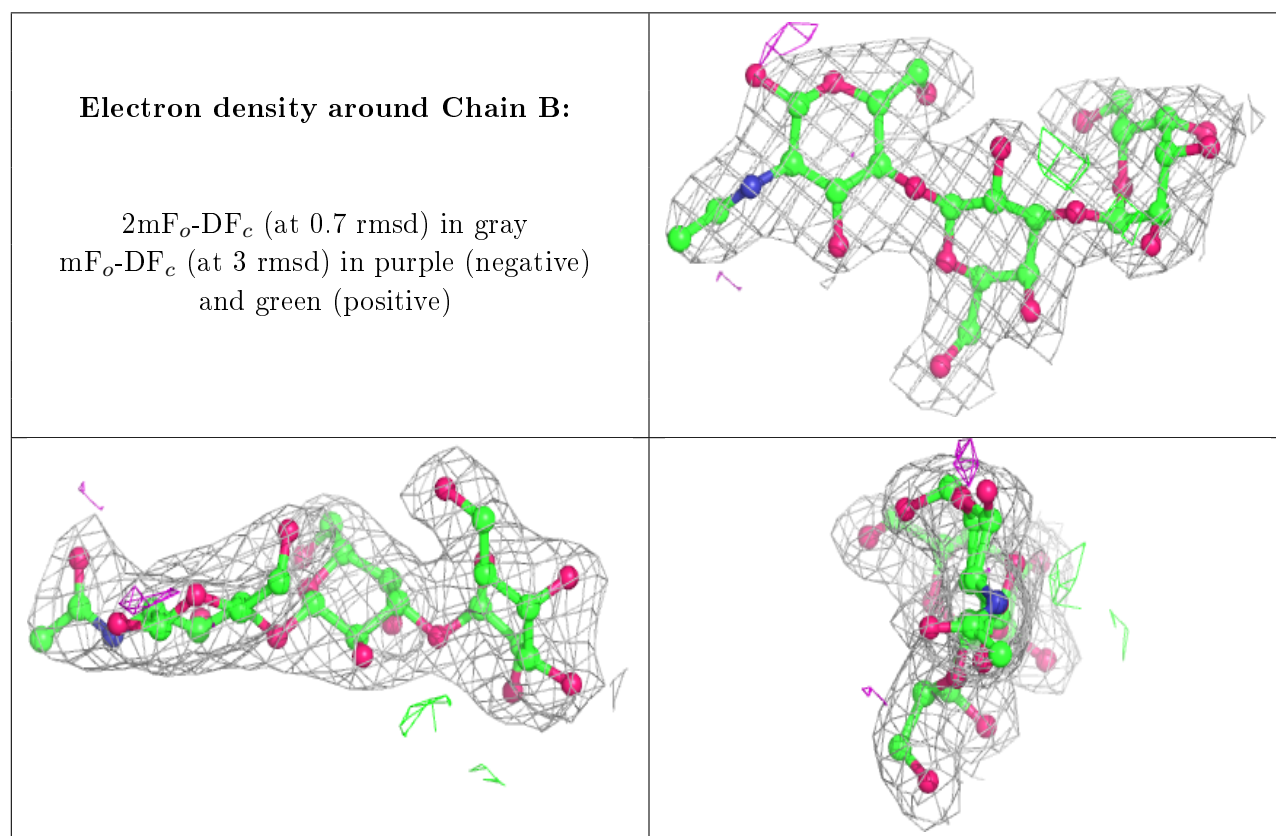 Electron density around Chain B:
2mFo-DFc (at 0.7 rmsd) in gray
mFo-DFc (at 3 rmsd) in purple (negative)
and green (positive)